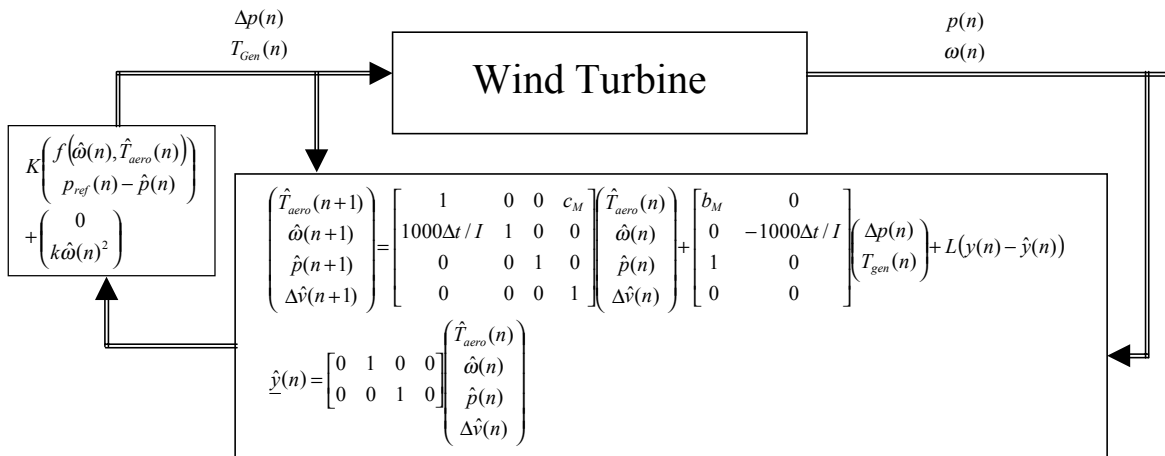 Δp(n)
T_Gen(n)
p(n)
ω(n)
Wind Turbine
K ( f(ω̂(n), T̂_aero(n))
p_ref(n) − p̂(n) )
+ ( 0
kω̂(n)² )
( T̂_aero(n+1) ) = [ 1 0 0 c_M ] ( T̂_aero(n) ) + [ b_M 0 ]
( ω̂(n+1) ) [ 1000Δt / I 1 0 0 ] ( ω̂(n) ) [ 0 −1000Δt / I ] ( Δp(n) ) + L(y(n) − ŷ(n))
( p̂(n+1) ) [ 0 0 1 0 ] ( p̂(n) ) [ 1 0 ] ( T_gen(n) )
( Δv̂(n+1) ) [ 0 0 0 1 ] ( Δv̂(n) ) [ 0 0 ]
ŷ(n) = [ 0 1 0 0 ] ( T̂_aero(n) )
[ 0 0 1 0 ] ( ω̂(n) )
( p̂(n) )
( Δv̂(n) )